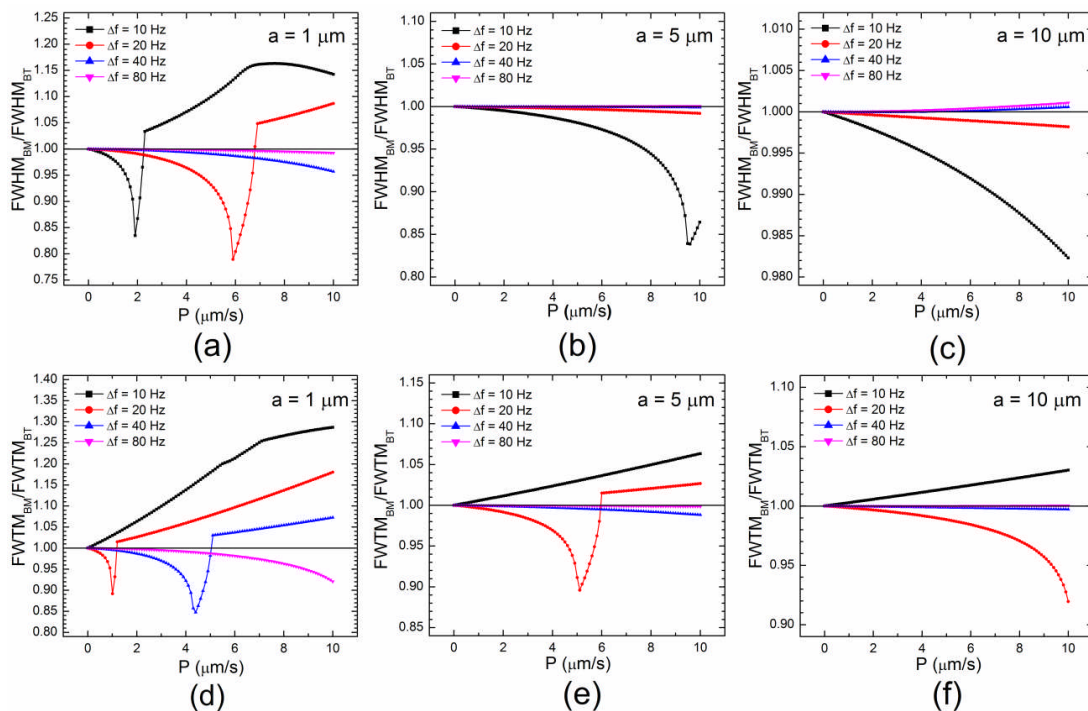 FWHM_BM/FWHM_BT
1.25
1.20
1.15
1.10
1.05
1.00
0.95
0.90
0.85
0.80
0.75
Δf = 10 Hz
Δf = 20 Hz
Δf = 40 Hz
Δf = 80 Hz
a = 1 μm
0 2 4 6 8 10
P (μm/s)
(a)
FWHM_BM/FWHM_BT
1.10
1.05
1.00
0.95
0.90
0.85
0.80
Δf = 10 Hz
Δf = 20 Hz
Δf = 40 Hz
Δf = 80 Hz
a = 5 μm
0 2 4 6 8 10
P (μm/s)
(b)
FWHM_BM/FWHM_BT
1.010
1.005
1.000
0.995
0.990
0.985
0.980
Δf = 10 Hz
Δf = 20 Hz
Δf = 40 Hz
Δf = 80 Hz
a = 10 μm
0 2 4 6 8 10
P (μm/s)
(c)
FWTM_BM/FWTM_BT
1.40
1.35
1.30
1.25
1.20
1.15
1.10
1.05
1.00
0.95
0.90
0.85
0.80
Δf = 10 Hz
Δf = 20 Hz
Δf = 40 Hz
Δf = 80 Hz
a = 1 μm
0 2 4 6 8 10
P (μm/s)
(d)
FWTM_BM/FWTM_BT
1.15
1.10
1.05
1.00
0.95
0.90
0.85
Δf = 10 Hz
Δf = 20 Hz
Δf = 40 Hz
Δf = 80 Hz
a = 5 μm
0 2 4 6 8 10
P (μm/s)
(e)
FWTM_BM/FWTM_BT
1.10
1.05
1.00
0.95
0.90
Δf = 10 Hz
Δf = 20 Hz
Δf = 40 Hz
Δf = 80 Hz
a = 10 μm
0 2 4 6 8 10
P (μm/s)
(f)